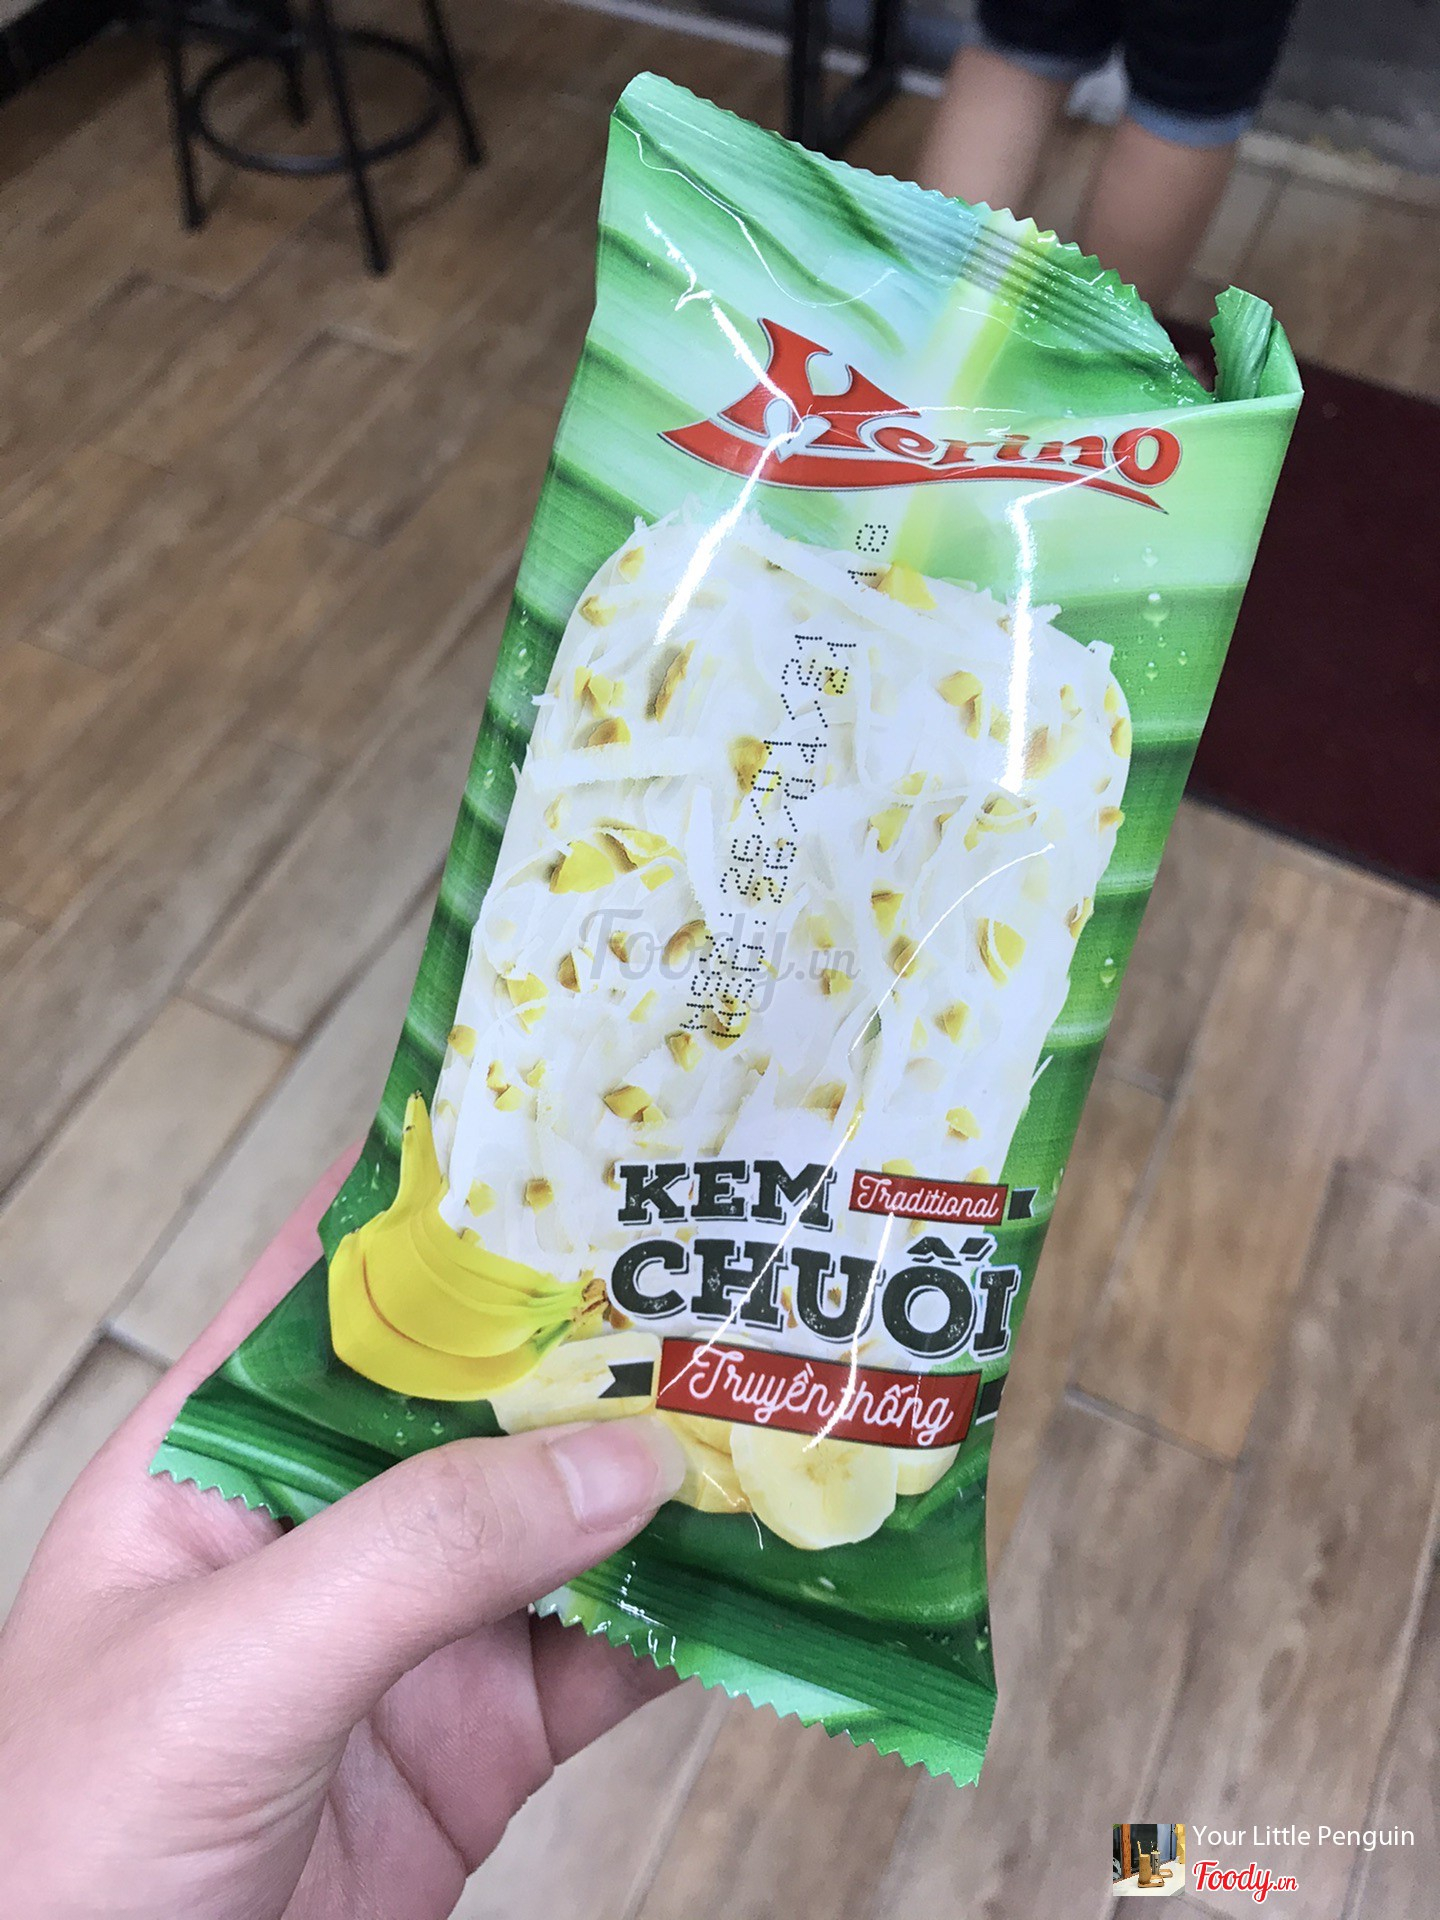 Merino
KEM
Traditional
CHUỐI
Truyền thống
Foody.vn
Your Little Penguin
Foody.vn